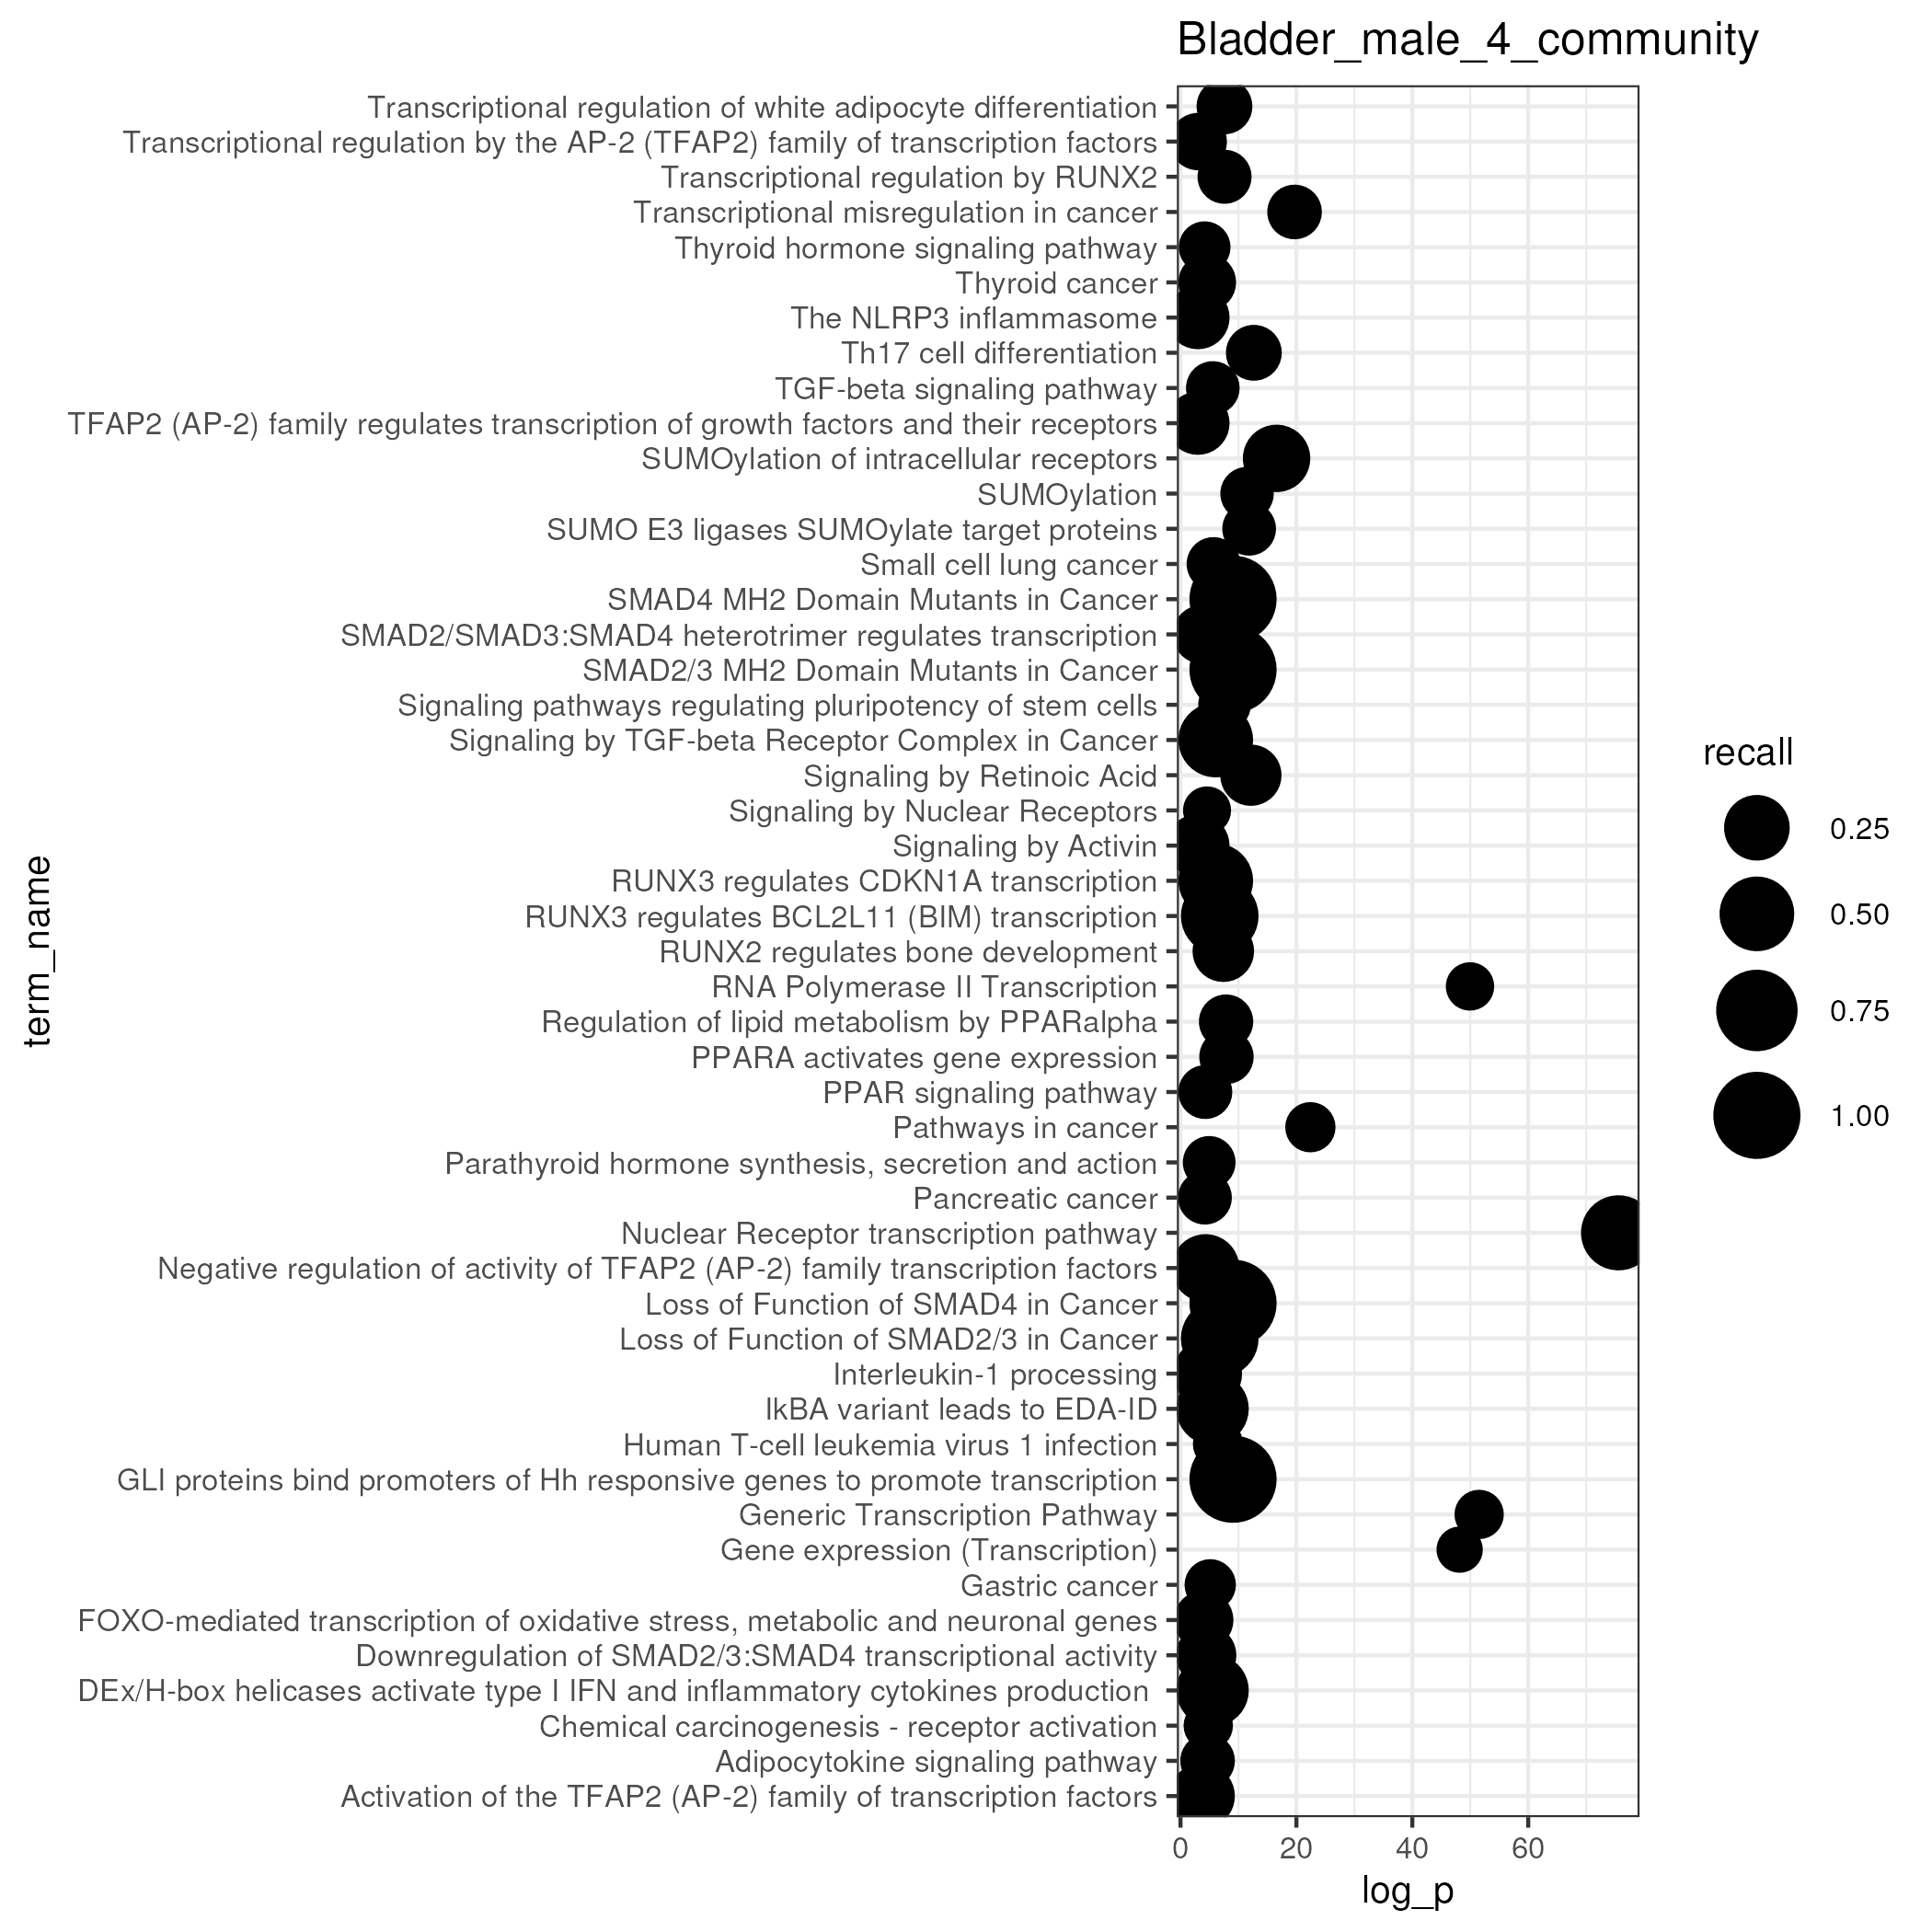 Bladder_male_4_community
Transcriptional regulation of white adipocyte differentiation
Transcriptional regulation by the AP-2 (TFAP2) family of transcription factors
Transcriptional regulation by RUNX2
Transcriptional misregulation in cancer
Thyroid hormone signaling pathway
Thyroid cancer
The NLRP3 inflammasome
Th17 cell differentiation
TGF-beta signaling pathway
TFAP2 (AP-2) family regulates transcription of growth factors and their receptors
SUMOylation of intracellular receptors
SUMOylation
SUMO E3 ligases SUMOylate target proteins
Small cell lung cancer
SMAD4 MH2 Domain Mutants in Cancer
SMAD2/SMAD3:SMAD4 heterotrimer regulates transcription
SMAD2/3 MH2 Domain Mutants in Cancer
Signaling pathways regulating pluripotency of stem cells
Signaling by TGF-beta Receptor Complex in Cancer
Signaling by Retinoic Acid
Signaling by Nuclear Receptors
Signaling by Activin
RUNX3 regulates CDKN1A transcription
RUNX3 regulates BCL2L11 (BIM) transcription
RUNX2 regulates bone development
RNA Polymerase II Transcription
Regulation of lipid metabolism by PPARalpha
PPARA activates gene expression
PPAR signaling pathway
Pathways in cancer
Parathyroid hormone synthesis, secretion and action
Pancreatic cancer
Nuclear Receptor transcription pathway
Negative regulation of activity of TFAP2 (AP-2) family transcription factors
Loss of Function of SMAD4 in Cancer
Loss of Function of SMAD2/3 in Cancer
Interleukin-1 processing
IkBA variant leads to EDA-ID
Human T-cell leukemia virus 1 infection
GLI proteins bind promoters of Hh responsive genes to promote transcription
Generic Transcription Pathway
Gene expression (Transcription)
Gastric cancer
FOXO-mediated transcription of oxidative stress, metabolic and neuronal genes
Downregulation of SMAD2/3:SMAD4 transcriptional activity
DEx/H-box helicases activate type I IFN and inflammatory cytokines production
Chemical carcinogenesis - receptor activation
Adipocytokine signaling pathway
Activation of the TFAP2 (AP-2) family of transcription factors
term_name
0 20 40 60
log_p
recall
0.25
0.50
0.75
1.00